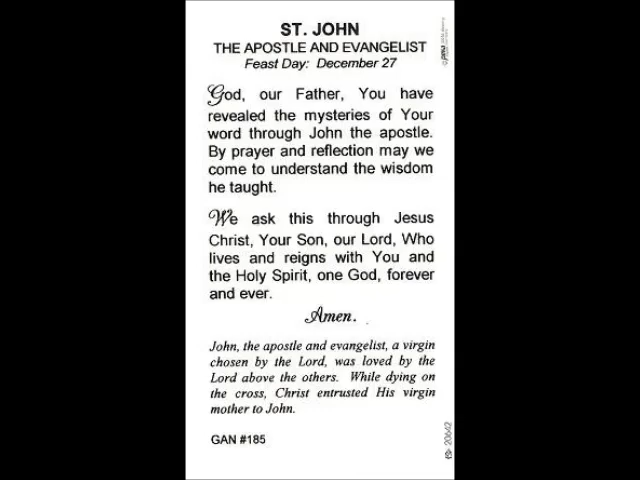 ST. JOHN
THE APOSTLE AND EVANGELIST
Feast Day: December 27
God, our Father, You have
revealed the mysteries of Your
word through John the apostle.
By prayer and reflection may we
come to understand the wisdom
he taught.
We ask this through Jesus
Christ, Your Son, our Lord, Who
lives and reigns with You and
the Holy Spirit, one God, forever
and ever.
Amen.
John, the apostle and evangelist, a virgin
chosen by the Lord, was loved by the
Lord above the others. While dying on
the cross, Christ entrusted His virgin
mother to John.
GAN #185
20642